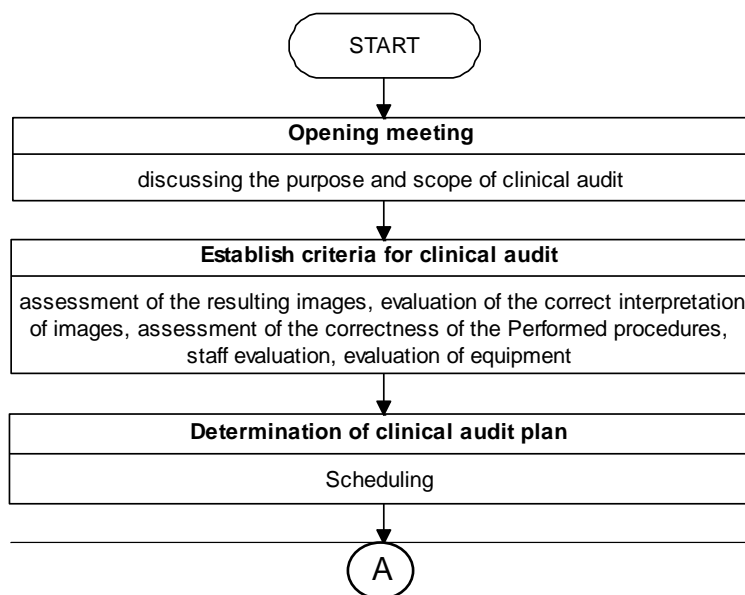 START
Opening meeting
discussing the purpose and scope of clinical audit
Establish criteria for clinical audit
assessment of the resulting images, evaluation of the correct interpretation
of images, assessment of the correctness of the Performed procedures,
staff evaluation, evaluation of equipment
Determination of clinical audit plan
Scheduling
A